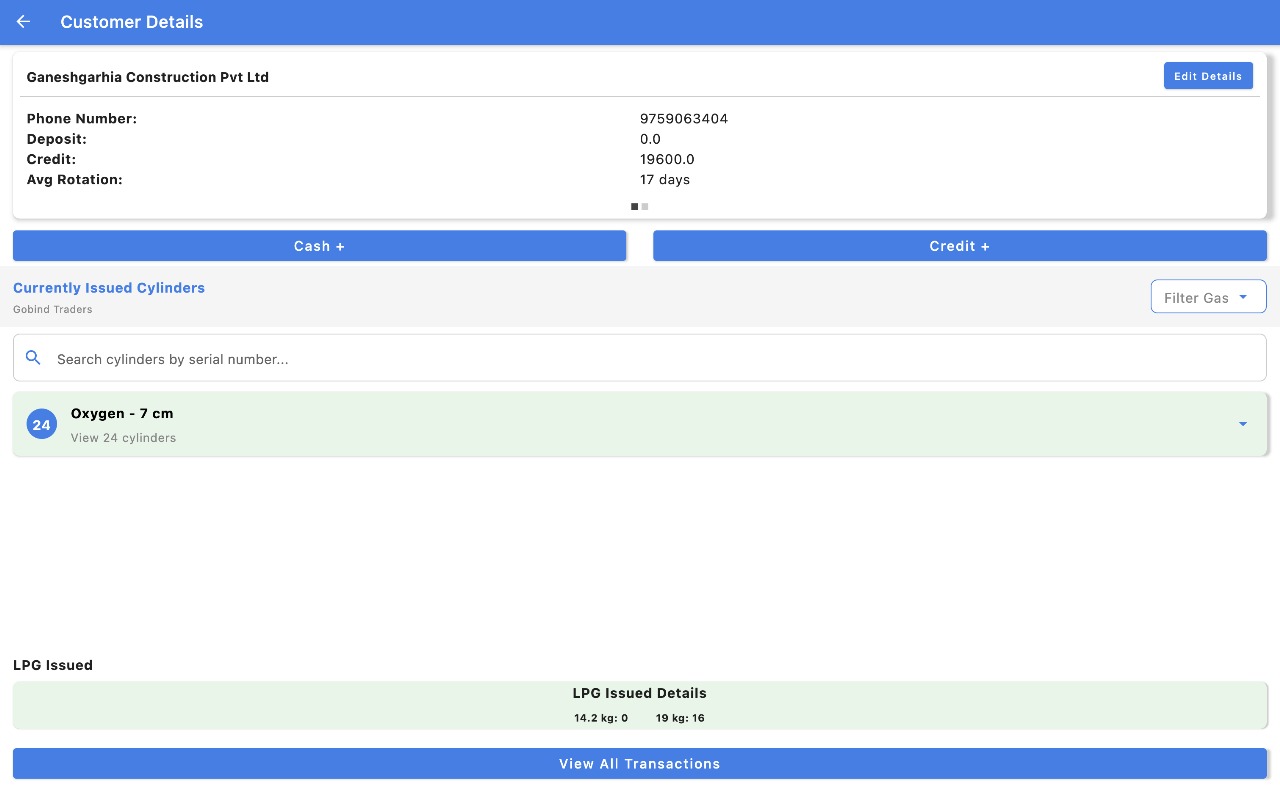 Customer Details
Ganeshgarhia Construction Pvt Ltd
Edit Details
Phone Number: 9759063404
Deposit: 0.0
Credit: 19600.0
Avg Rotation: 17 days
Cash +
Credit +
Currently Issued Cylinders
Gobind Traders
Filter Gas
Search cylinders by serial number...
24
Oxygen - 7 cm
View 24 cylinders
LPG Issued
LPG Issued Details
14.2 kg: 0 19 kg: 16
View All Transactions